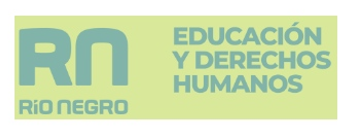 RN
RÍO NEGRO
EDUCACIÓN
Y DERECHOS
HUMANOS